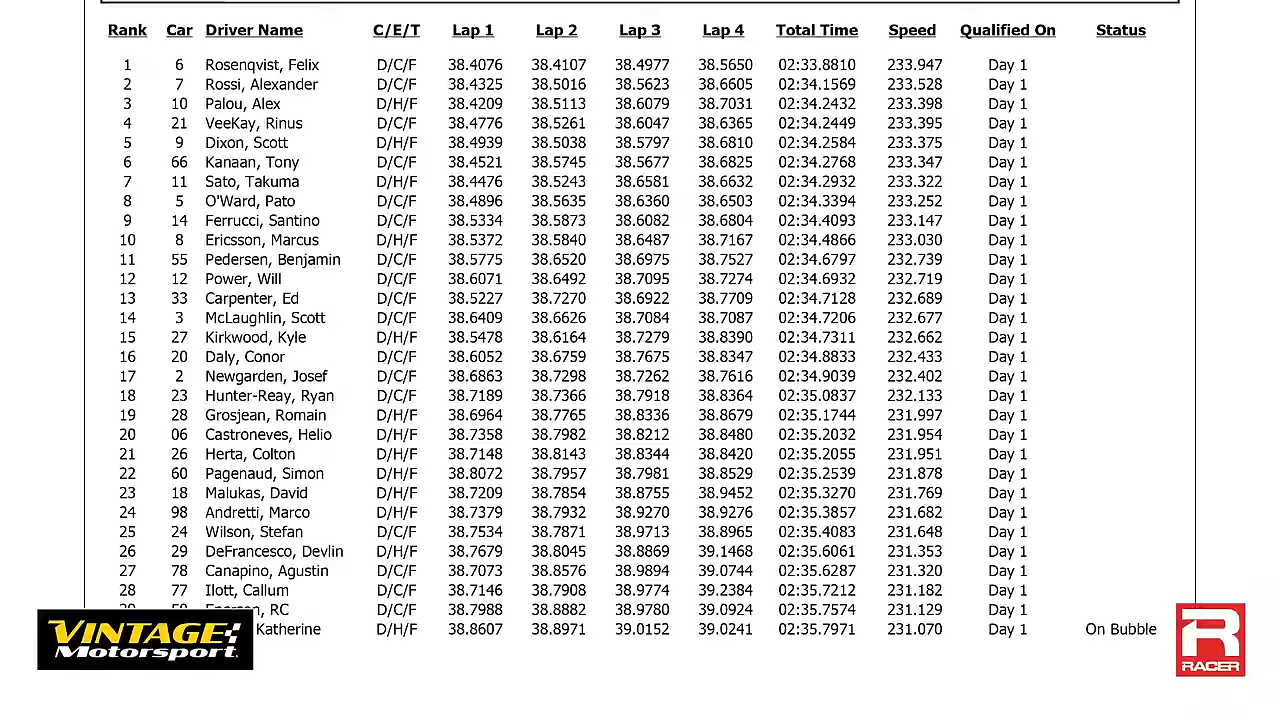 Rank Car Driver Name C/E/T Lap 1 Lap 2 Lap 3 Lap 4 Total Time Speed Qualified On Status
1 6 Rosenqvist, Felix D/C/F 38.4076 38.4107 38.4977 38.5650 02:33.8810 233.947 Day 1
2 7 Rossi, Alexander D/C/F 38.4325 38.5016 38.5623 38.6605 02:34.1569 233.528 Day 1
3 10 Palou, Alex D/H/F 38.4209 38.5113 38.6079 38.7031 02:34.2432 233.398 Day 1
4 21 VeeKay, Rinus D/C/F 38.4776 38.5261 38.6047 38.6365 02:34.2449 233.395 Day 1
5 9 Dixon, Scott D/H/F 38.4939 38.5038 38.5797 38.6810 02:34.2584 233.375 Day 1
6 66 Kanaan, Tony D/C/F 38.4521 38.5745 38.5677 38.6825 02:34.2768 233.347 Day 1
7 11 Sato, Takuma D/H/F 38.4476 38.5243 38.6581 38.6632 02:34.2932 233.322 Day 1
8 5 O'Ward, Pato D/C/F 38.4896 38.5635 38.6360 38.6503 02:34.3394 233.252 Day 1
9 14 Ferrucci, Santino D/C/F 38.5334 38.5873 38.6082 38.6804 02:34.4093 233.147 Day 1
10 8 Ericsson, Marcus D/H/F 38.5372 38.5840 38.6487 38.7167 02:34.4866 233.030 Day 1
11 55 Pedersen, Benjamin D/C/F 38.5775 38.6520 38.6975 38.7527 02:34.6797 232.739 Day 1
12 12 Power, Will D/C/F 38.6071 38.6492 38.7095 38.7274 02:34.6932 232.719 Day 1
13 33 Carpenter, Ed D/C/F 38.5227 38.7270 38.6922 38.7709 02:34.7128 232.689 Day 1
14 3 McLaughlin, Scott D/C/F 38.6409 38.6626 38.7084 38.7087 02:34.7206 232.677 Day 1
15 27 Kirkwood, Kyle D/H/F 38.5478 38.6164 38.7279 38.8390 02:34.7311 232.662 Day 1
16 20 Daly, Conor D/C/F 38.6052 38.6759 38.7675 38.8347 02:34.8833 232.433 Day 1
17 2 Newgarden, Josef D/C/F 38.6863 38.7298 38.7262 38.7616 02:34.9039 232.402 Day 1
18 23 Hunter-Reay, Ryan D/C/F 38.7189 38.7366 38.7918 38.8364 02:35.0837 232.133 Day 1
19 28 Grosjean, Romain D/H/F 38.6964 38.7765 38.8336 38.8679 02:35.1744 231.997 Day 1
20 06 Castroneves, Helio D/H/F 38.7358 38.7982 38.8212 38.8480 02:35.2032 231.954 Day 1
21 26 Herta, Colton D/H/F 38.7148 38.8143 38.8344 38.8420 02:35.2055 231.951 Day 1
22 60 Pagenaud, Simon D/H/F 38.8072 38.7957 38.7981 38.8529 02:35.2539 231.878 Day 1
23 18 Malukas, David D/H/F 38.7209 38.7854 38.8755 38.9452 02:35.3270 231.769 Day 1
24 98 Andretti, Marco D/H/F 38.7379 38.7932 38.9270 38.9276 02:35.3857 231.682 Day 1
25 24 Wilson, Stefan D/C/F 38.7534 38.7871 38.9713 38.8965 02:35.4083 231.648 Day 1
26 29 DeFrancesco, Devlin D/H/F 38.7679 38.8045 38.8869 39.1468 02:35.6061 231.353 Day 1
27 78 Canapino, Agustin D/C/F 38.7073 38.8576 38.9894 39.0744 02:35.6287 231.320 Day 1
28 77 Ilott, Callum D/C/F 38.7146 38.7908 38.9774 39.2384 02:35.7212 231.182 Day 1
RC D/C/F 38.7988 38.8882 38.9780 39.0924 02:35.7574 231.129 Day 1
Katherine D/H/F 38.8607 38.8971 39.0152 39.0241 02:35.7971 231.070 Day 1 On Bubble
VINTAGE
Motorsport
R
RACER